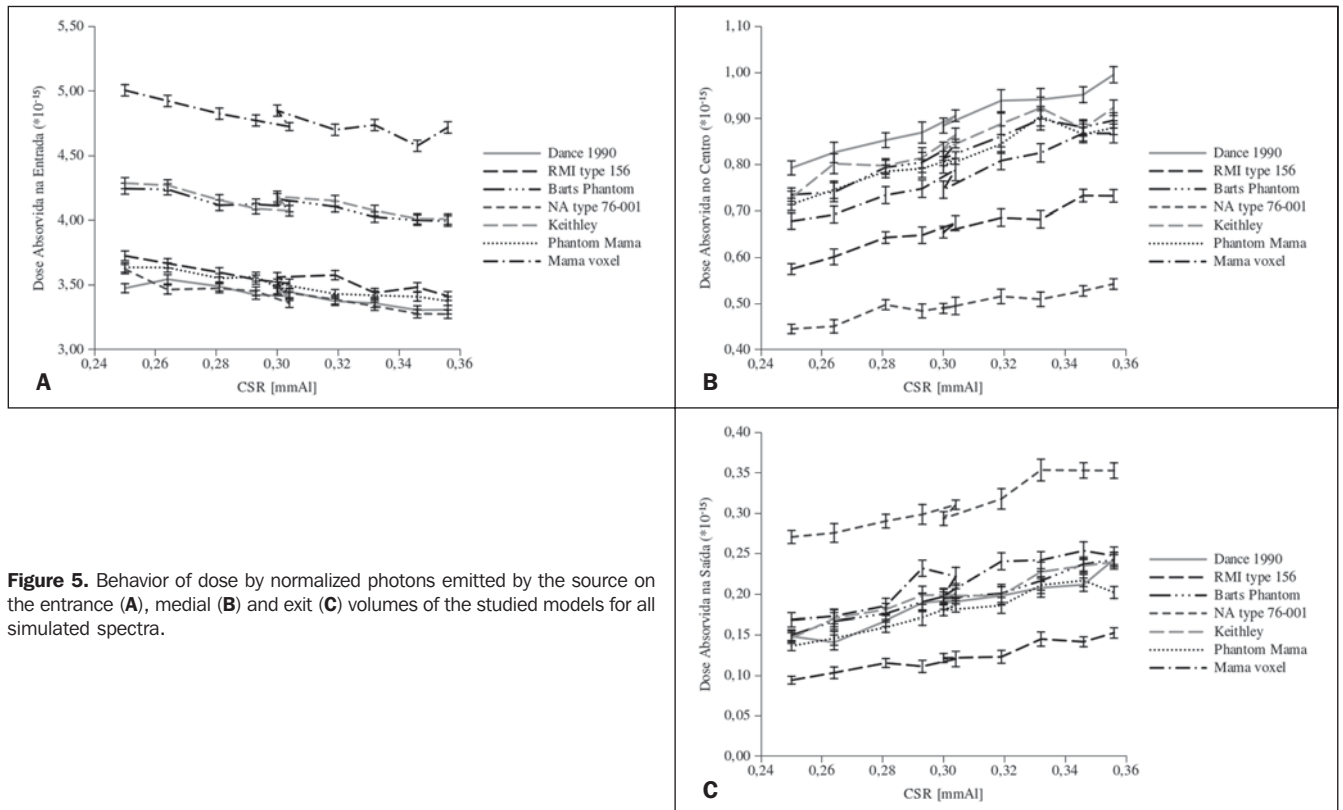 5,50
5,00
4,50
4,00
3,50
3,00
0,24
0,26
0,28
0,30
0,32
0,34
0,36
Dose Absorvida na Entrada (*10⁻¹⁵)
CSR [mmAl]
A
Dance 1990
RMI type 156
Barts Phantom
NA type 76-001
Keithley
Phantom Mama
Mama voxel
1,00
0,90
0,80
0,70
0,60
0,50
0,40
0,24
0,26
0,28
0,30
0,32
0,34
0,36
Dose Absorvida no Centro (*10⁻¹⁵)
CSR [mmAl]
B
Dance 1990
RMI type 156
Barts Phantom
NA type 76-001
Keithley
Phantom Mama
Mama voxel
Figure 5. Behavior of dose by normalized photons emitted by the source on
the entrance (A), medial (B) and exit (C) volumes of the studied models for all
simulated spectra.
0,40
0,35
0,30
0,25
0,20
0,15
0,10
0,05
0,00
0,24
0,26
0,28
0,30
0,32
0,34
0,36
Dose Absorvida na Saída (*10⁻¹⁵)
CSR [mmAl]
C
Dance 1990
RMI type 156
Barts Phantom
NA type 76-001
Keithley
Phantom Mama
Mama voxel